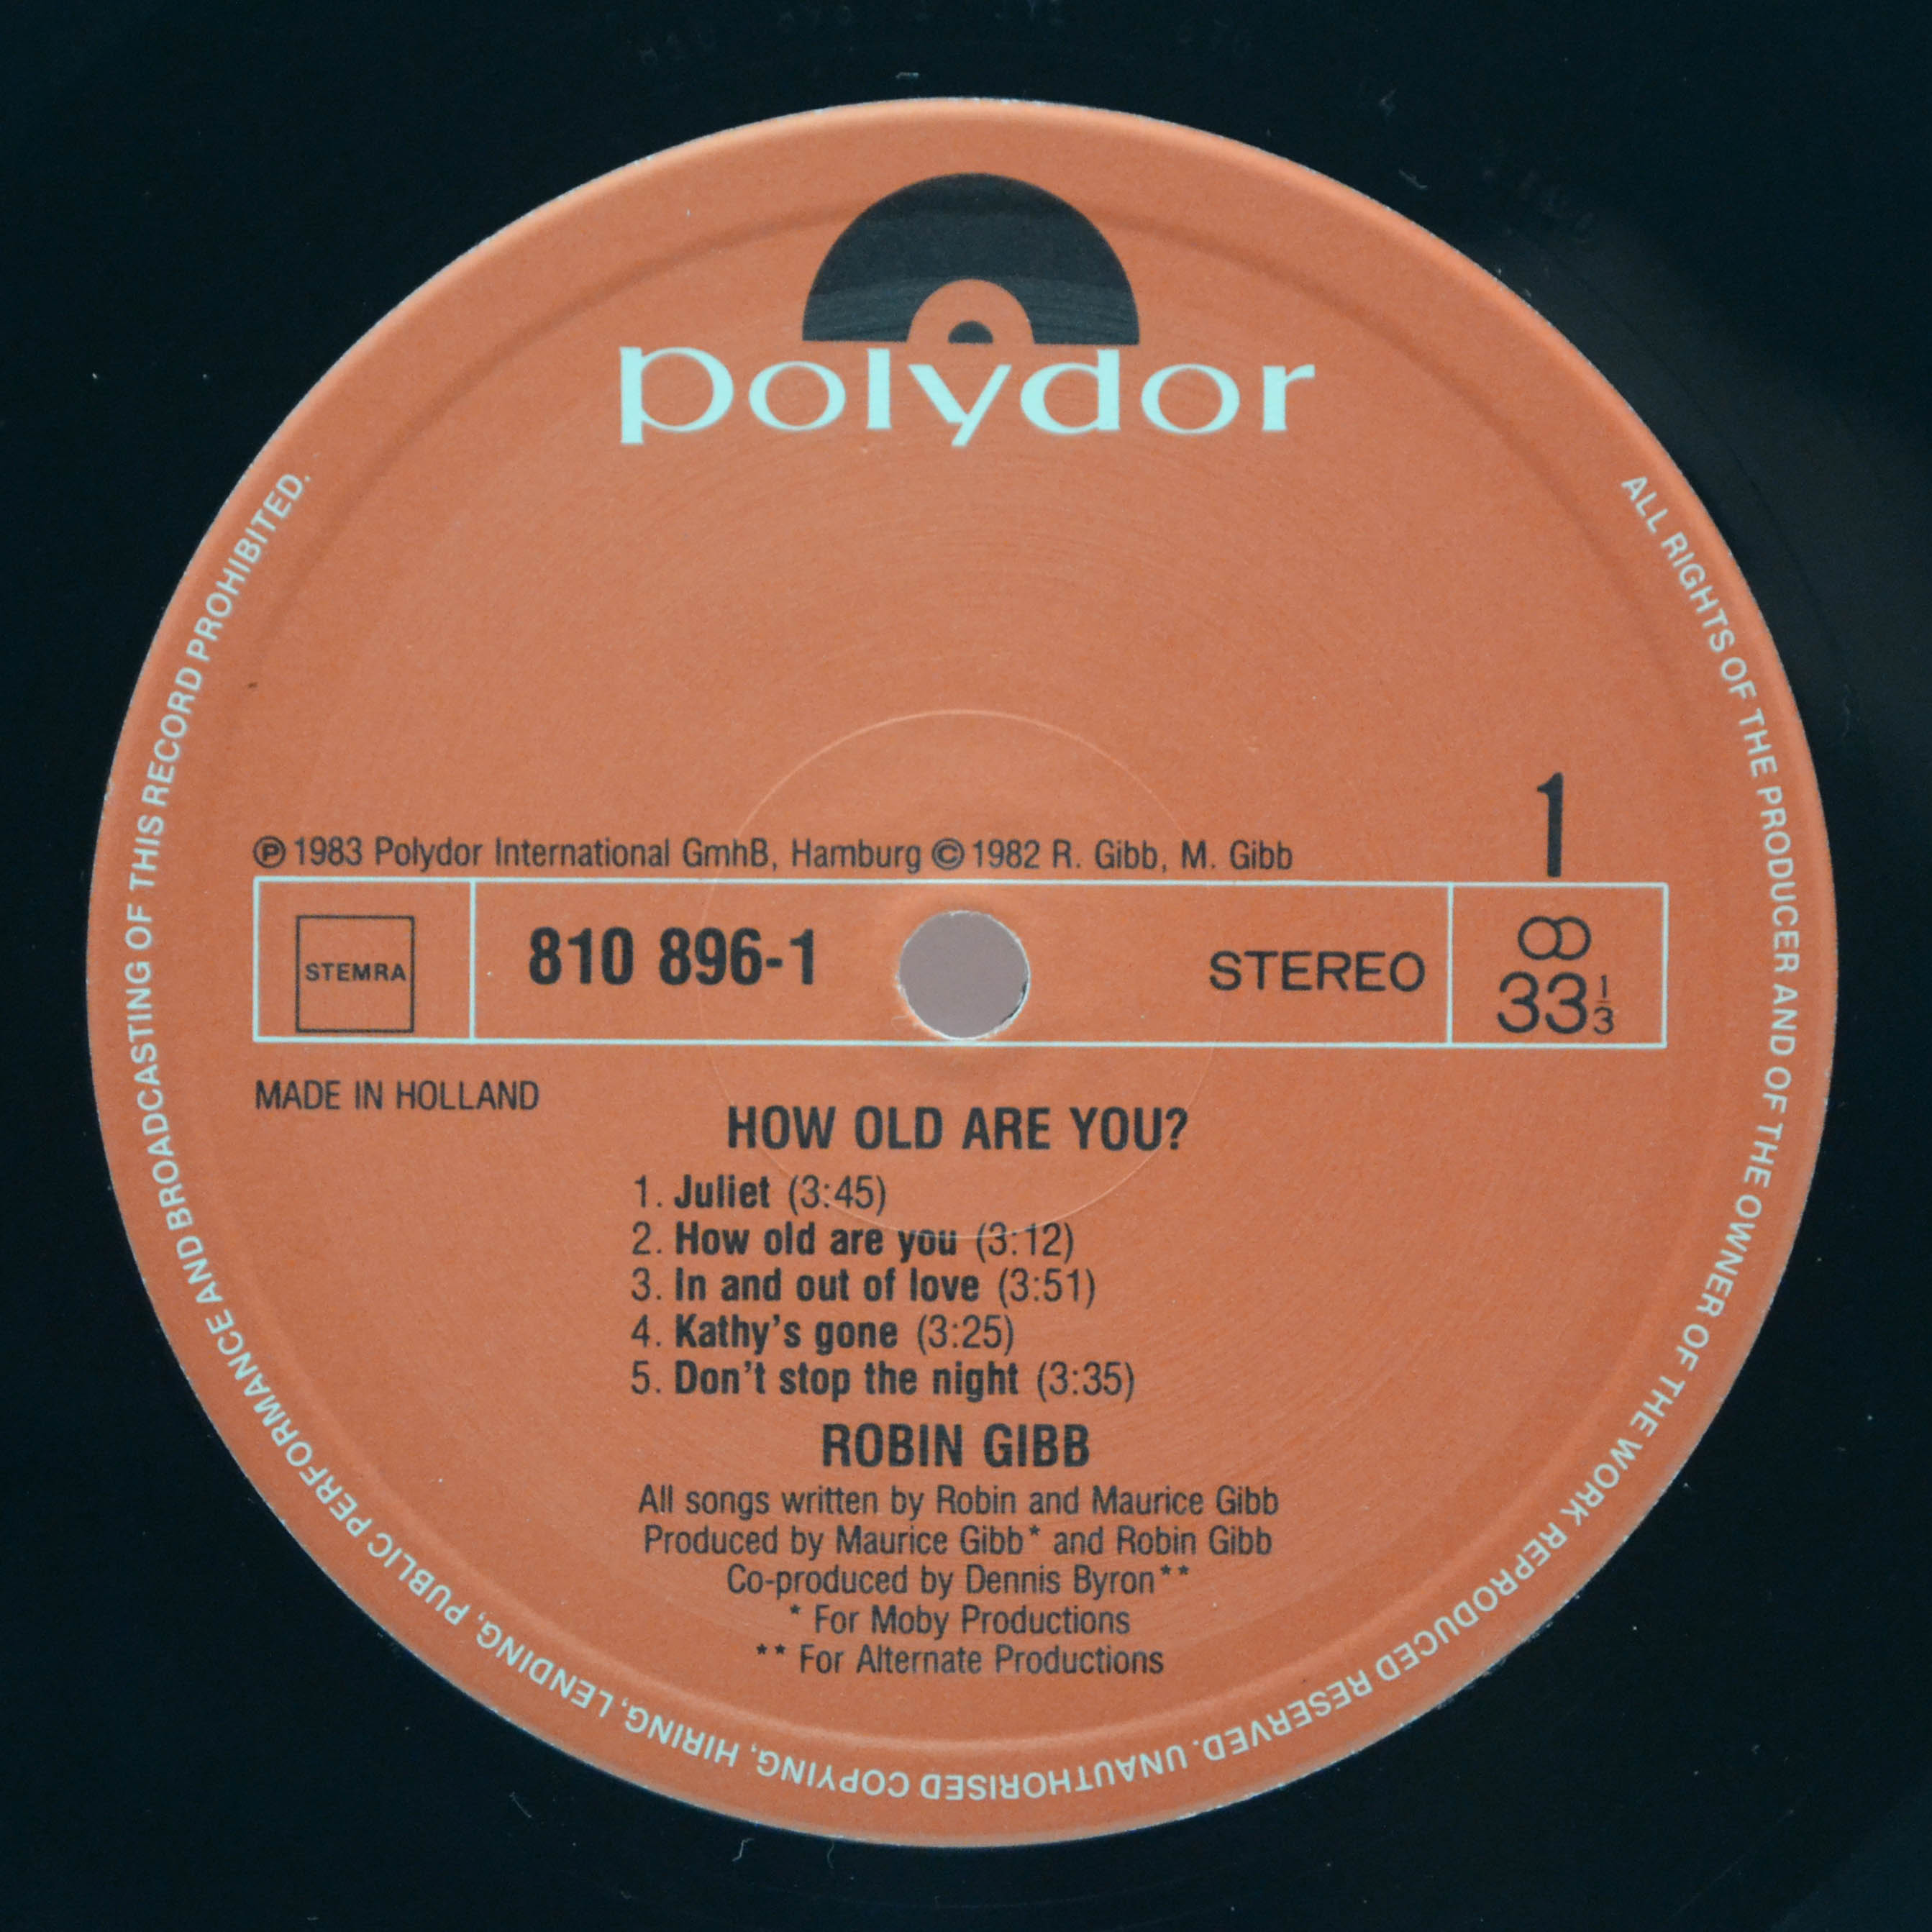 polydor
ALL RIGHTS OF THE PRODUCER AND OF THE OWNER OF THE WORK REPRODUCED RESERVED. UNAUTHORISED COPYING, HIRING, LENDING, PUBLIC PERFORMANCE AND BROADCASTING OF THIS RECORD PROHIBITED.
1
℗ 1983 Polydor International GmhB, Hamburg © 1982 R. Gibb, M. Gibb
STEMRA 810 896-1 STEREO 33 1/3
MADE IN HOLLAND
HOW OLD ARE YOU?
1. Juliet (3:45)
2. How old are you (3:12)
3. In and out of love (3:51)
4. Kathy's gone (3:25)
5. Don't stop the night (3:35)
ROBIN GIBB
All songs written by Robin and Maurice Gibb
Produced by Maurice Gibb* and Robin Gibb
Co-produced by Dennis Byron**
* For Moby Productions
** For Alternate Productions